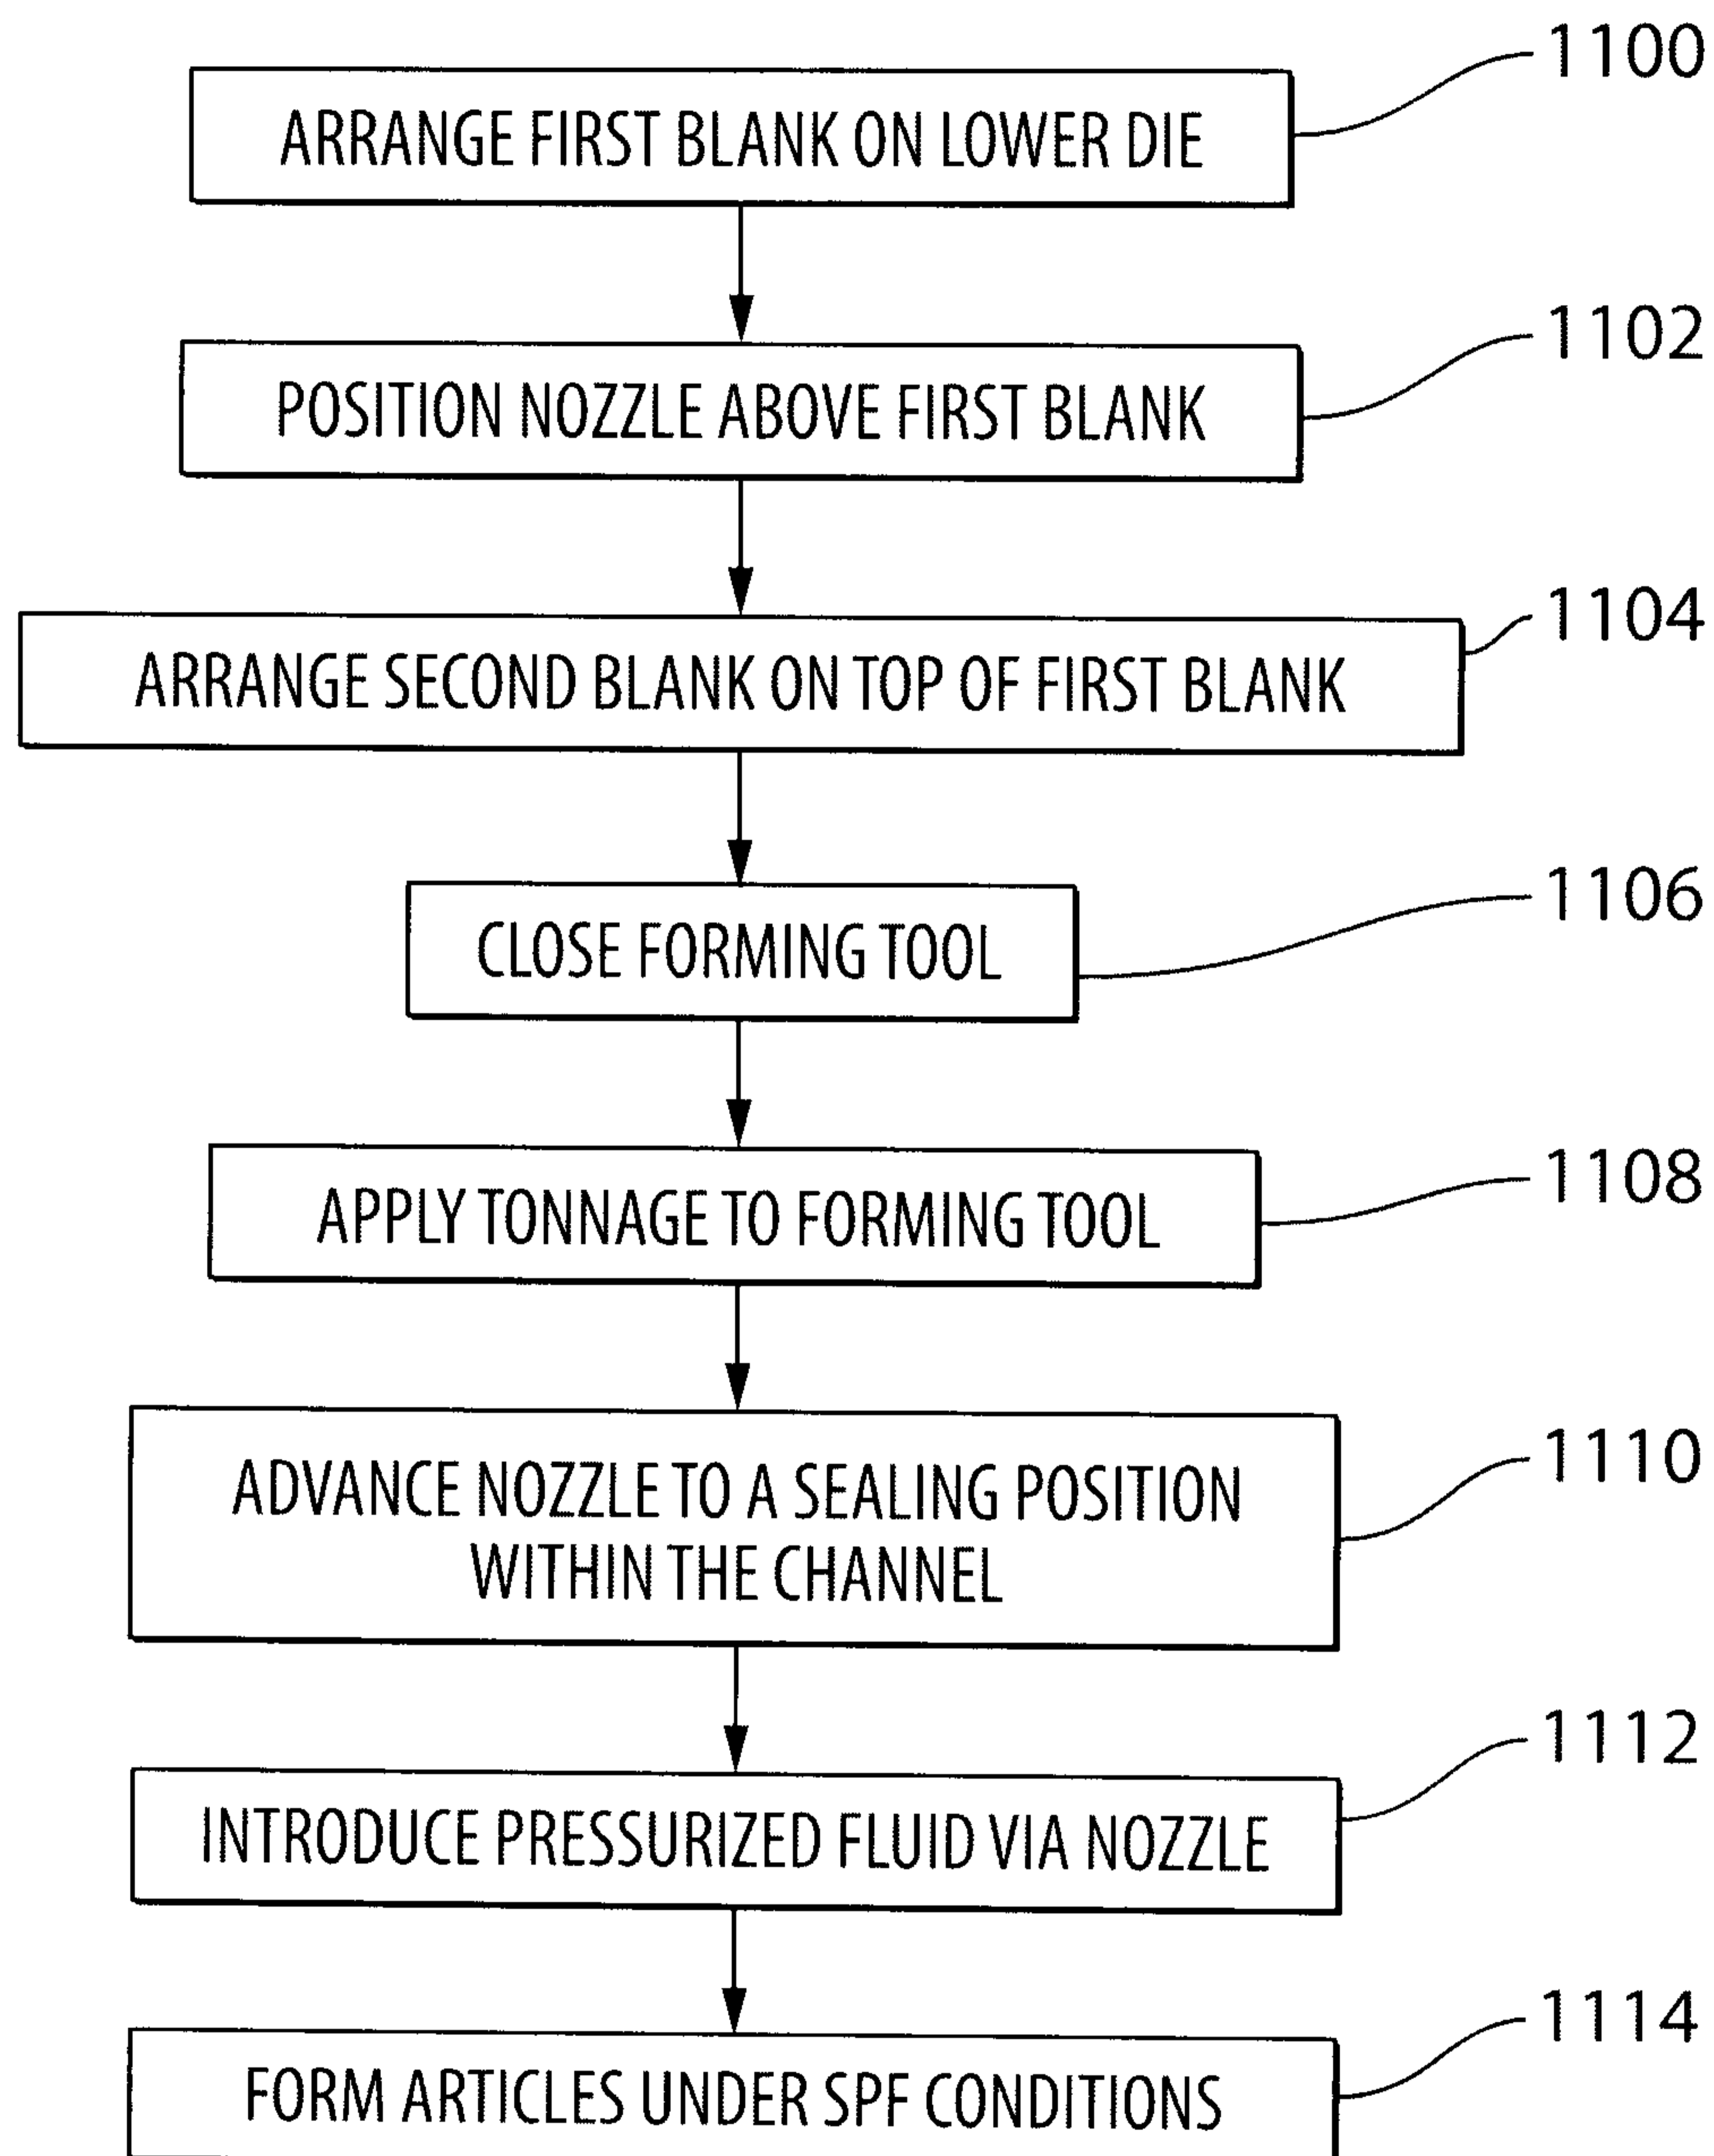 1100
ARRANGE FIRST BLANK ON LOWER DIE
1102
POSITION NOZZLE ABOVE FIRST BLANK
1104
ARRANGE SECOND BLANK ON TOP OF FIRST BLANK
1106
CLOSE FORMING TOOL
1108
APPLY TONNAGE TO FORMING TOOL
1110
ADVANCE NOZZLE TO A SEALING POSITION
WITHIN THE CHANNEL
1112
INTRODUCE PRESSURIZED FLUID VIA NOZZLE
1114
FORM ARTICLES UNDER SPF CONDITIONS